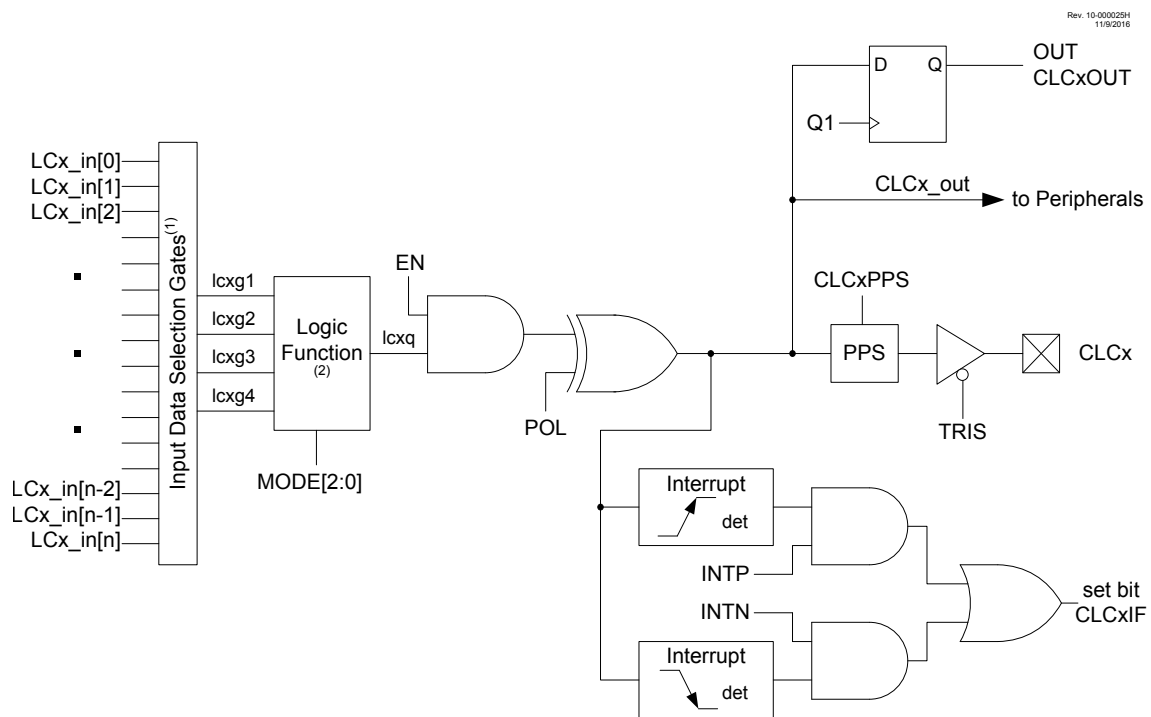 Rev. 10-000025H
11/9/2016
OUT
CLCxOUT
D
Q
Q1
LCx_in[0]
LCx_in[1]
LCx_in[2]
CLCx_out
to Peripherals
Input Data Selection Gates(1)
lcxg1
lcxg2
lcxg3
lcxg4
EN
CLCxPPS
Logic
Function
(2)
lcxq
PPS
CLCx
POL
TRIS
MODE[2:0]
LCx_in[n-2]
LCx_in[n-1]
LCx_in[n]
Interrupt
det
INTP
INTN
set bit
CLCxIF
Interrupt
det